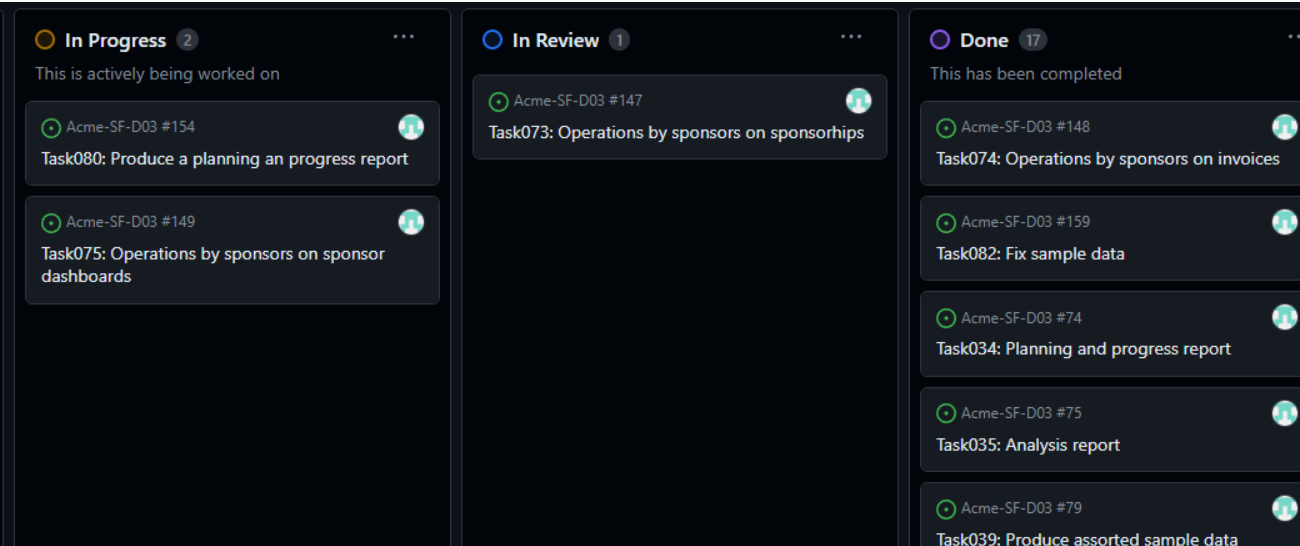 In Progress 2
This is actively being worked on
Acme-SF-D03 #154
Task080: Produce a planning an progress report
Acme-SF-D03 #149
Task075: Operations by sponsors on sponsor
dashboards
In Review 1
Acme-SF-D03 #147
Task073: Operations by sponsors on sponsorhips
Done 17
This has been completed
Acme-SF-D03 #148
Task074: Operations by sponsors on invoices
Acme-SF-D03 #159
Task082: Fix sample data
Acme-SF-D03 #74
Task034: Planning and progress report
Acme-SF-D03 #75
Task035: Analysis report
Acme-SF-D03 #79
Task039: Produce assorted sample data